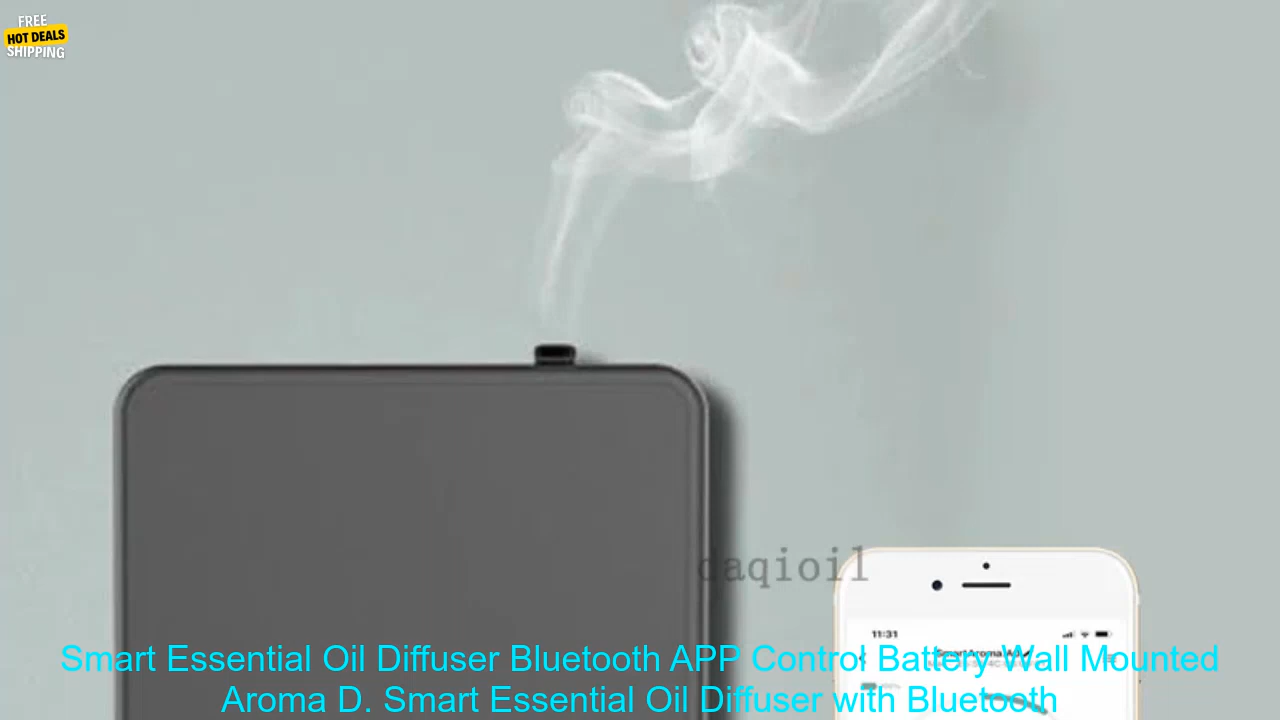 FREE
HOT DEALS
SHIPPING
daqioil
11:31
Smart Essential Oil Diffuser Bluetooth APP Control Battery Wall Mounted
Aroma D. Smart Essential Oil Diffuser with Bluetooth